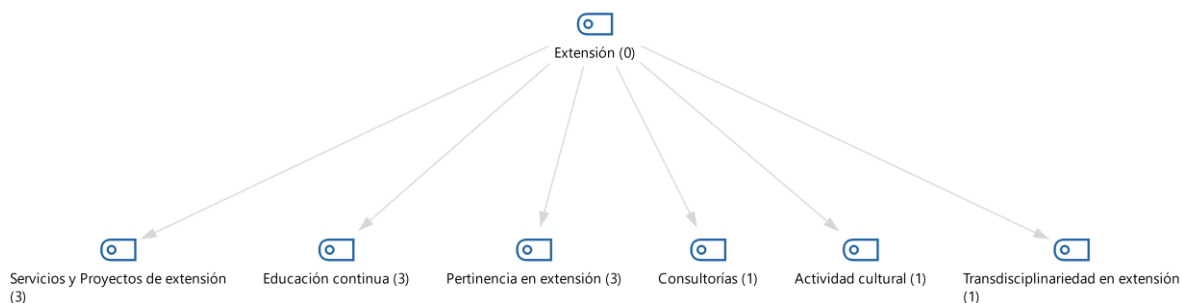 Extensión (0)
Servicios y Proyectos de extensión
(3)
Educación continua (3)
Pertinencia en extensión (3)
Consultorías (1)
Actividad cultural (1)
Transdisciplinariedad en extensión
(1)